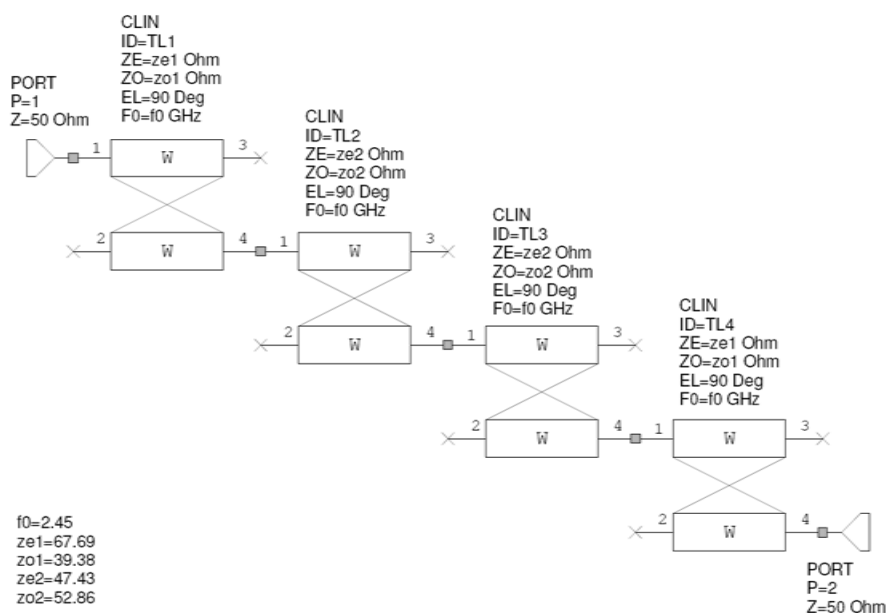 CLIN
ID=TL1
ZE=ze1 Ohm
ZO=zo1 Ohm
EL=90 Deg
F0=f0 GHz
PORT
P=1
Z=50 Ohm
1
W
3
2
W
4
CLIN
ID=TL2
ZE=ze2 Ohm
ZO=zo2 Ohm
EL=90 Deg
F0=f0 GHz
1
W
3
2
W
4
CLIN
ID=TL3
ZE=ze2 Ohm
ZO=zo2 Ohm
EL=90 Deg
F0=f0 GHz
1
W
3
2
W
4
CLIN
ID=TL4
ZE=ze1 Ohm
ZO=zo1 Ohm
EL=90 Deg
F0=f0 GHz
1
W
3
2
W
4
PORT
P=2
Z=50 Ohm
f0=2.45
ze1=67.69
zo1=39.38
ze2=47.43
zo2=52.86